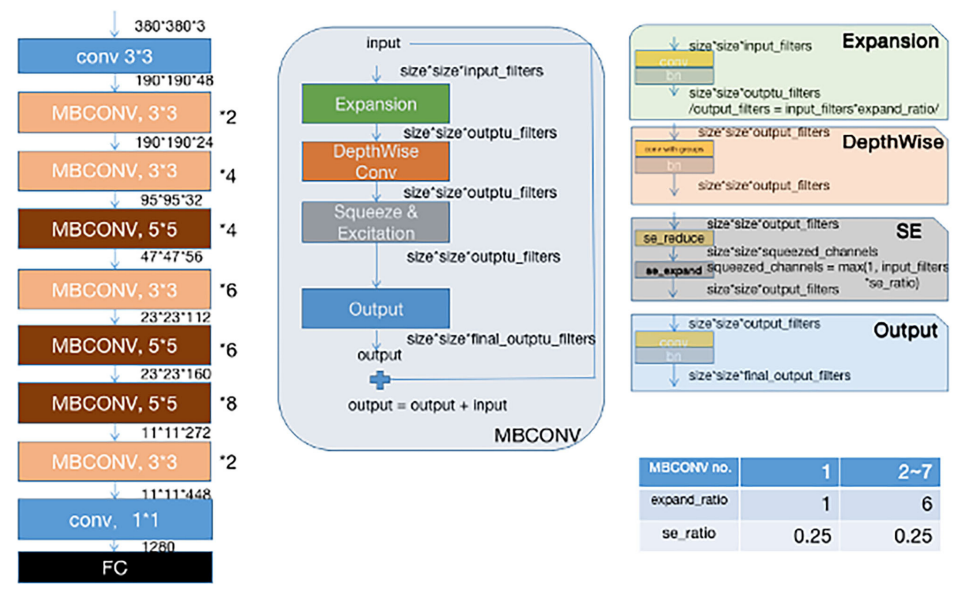 380*380*3
conv 3*3
190*190*48
MBCONV, 3*3 *2
190*190*24
MBCONV, 3*3 *4
95*95*32
MBCONV, 5*5 *4
47*47*56
MBCONV, 3*3 *6
23*23*112
MBCONV, 5*5 *6
23*23*160
MBCONV, 5*5 *8
11*11*272
MBCONV, 3*3 *2
11*11*448
conv, 1*1
1280
FC
input
size*size*input_filters
Expansion
size*size*outptu_filters
DepthWise
Conv
size*size*outptu_filters
Squeeze &
Excitation
size*size*outptu_filters
Output
size*size*final_outptu_filters
output
output = output + input
MBCONV
Expansion
size*size*input_filters
conv
bn
size*size*outptu_filters
/output_filters = input_filters*expand_ratio/
DepthWise
size*size*output_filters
conv with groups
bn
size*size*output_filters
SE
size*size*output_filters
se_reduce
size*size*squeezed_channels
se_expand
squeezed_channels = max(1, input_filters
*se_ratio)
size*size*output_filters
Output
size*size*output_filters
conv
bn
size*size*final_output_filters
MBCONV no. 1 2~7
expand_ratio 1 6
se_ratio 0.25 0.25